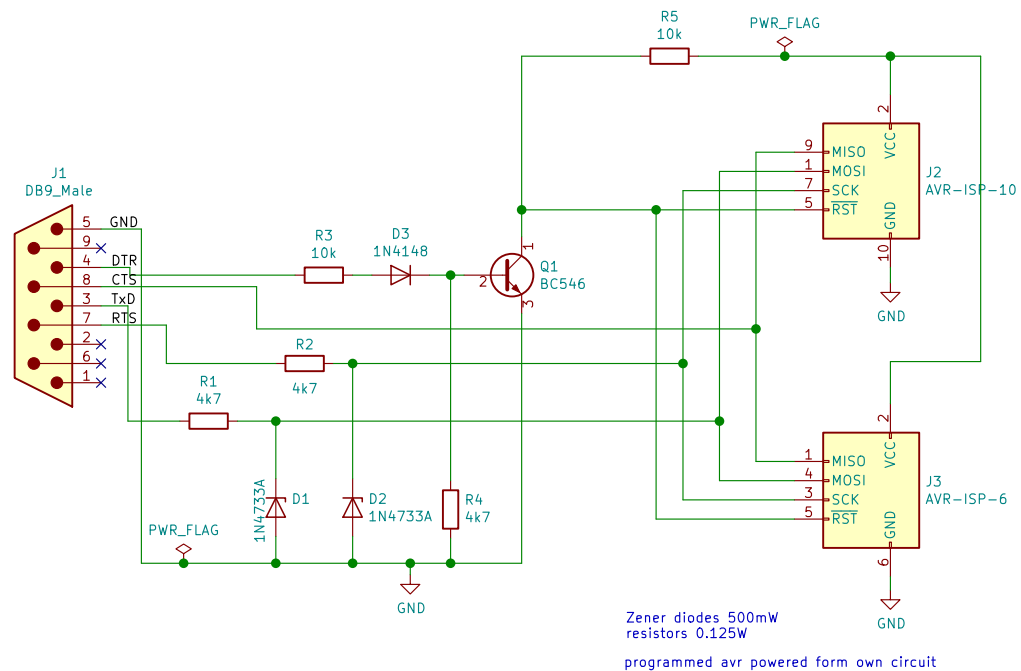 R5
10k
PWR_FLAG
2
VCC
9 MISO
1 MOSI
7 SCK
5 RST
GND
10
J2
AVR-ISP-10
GND
J1
DB9_Male
5 GND
9
4 DTR
8 CTS
3 TxD
7 RTS
2
6
1
R3
10k
D3
1N4148
1
2
3
Q1
BC546
R2
4k7
R1
4k7
1N4733A
D1
D2
1N4733A
R4
4k7
PWR_FLAG
GND
2
VCC
1 MISO
4 MOSI
3 SCK
5 RST
GND
6
J3
AVR-ISP-6
GND
Zener diodes 500mW
resistors 0.125W
programmed avr powered form own circuit